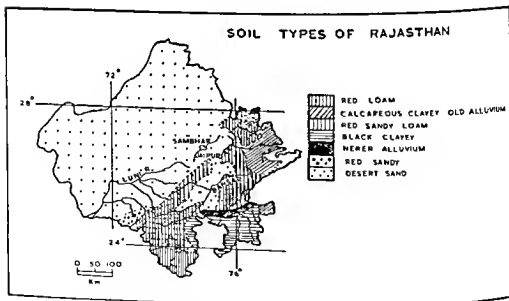 SOIL TYPES OF RAJASTHAN
72°
28°
SAMBHAR
JAIPUR
LUNI R.
24°
76°
0 50 100
Km
RED LOAM
CALCAREOUS CLAYEY OLD ALLUVIUM
RED SANDY LOAM
BLACK CLAYEY
NERER ALLUVIUM
RED SANDY
DESERT SAND